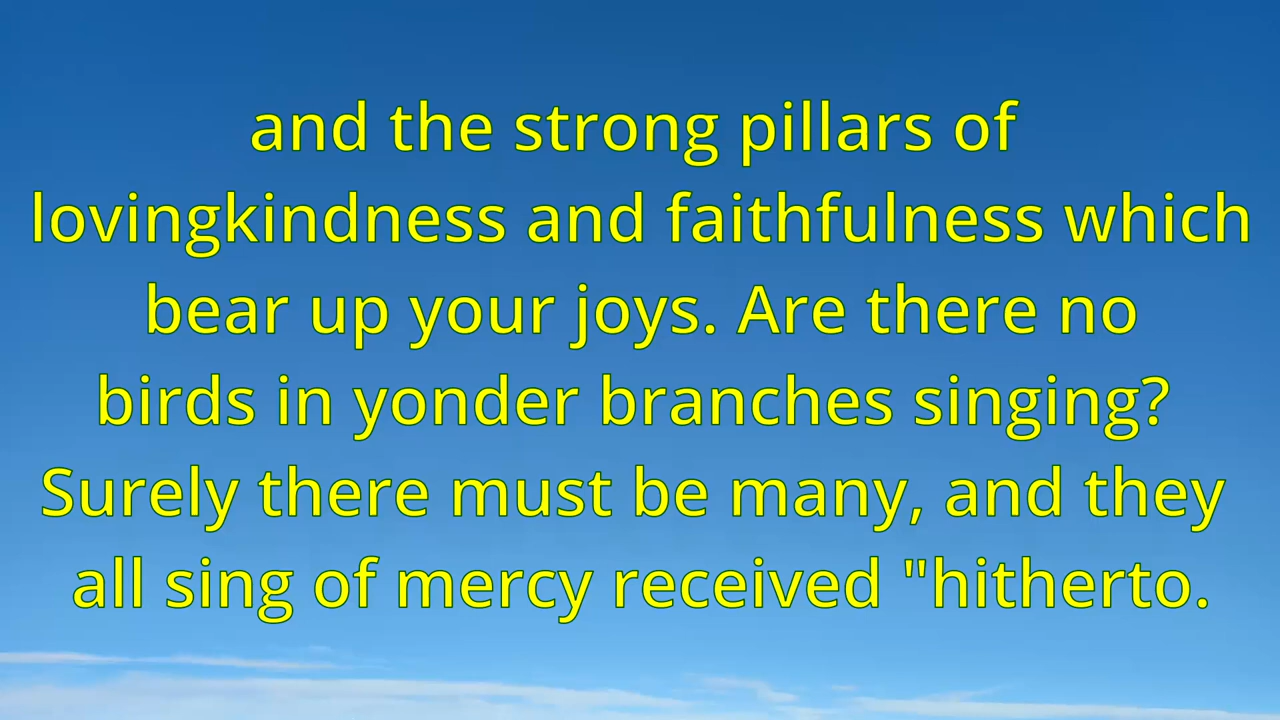 and the strong pillars of
lovingkindness and faithfulness which
bear up your joys. Are there no
birds in yonder branches singing?
Surely there must be many, and they
all sing of mercy received "hitherto.